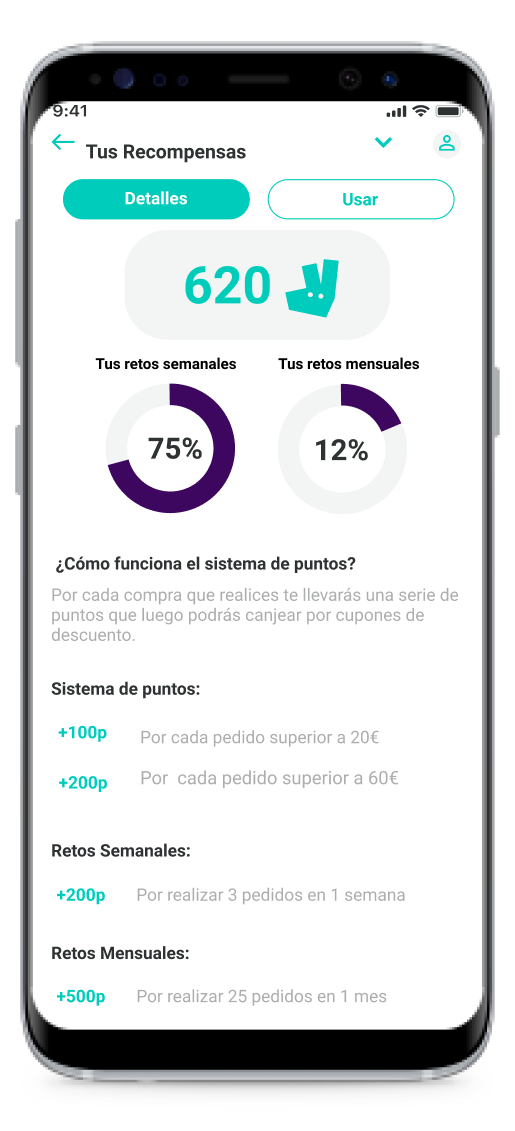 9:41
Tus Recompensas
Detalles
Usar
620
Tus retos semanales
Tus retos mensuales
75%
12%
¿Cómo funciona el sistema de puntos?
Por cada compra que realices te llevarás una serie de
puntos que luego podrás canjear por cupones de
descuento.
Sistema de puntos:
+100p Por cada pedido superior a 20€
+200p Por cada pedido superior a 60€
Retos Semanales:
+200p Por realizar 3 pedidos en 1 semana
Retos Mensuales:
+500p Por realizar 25 pedidos en 1 mes